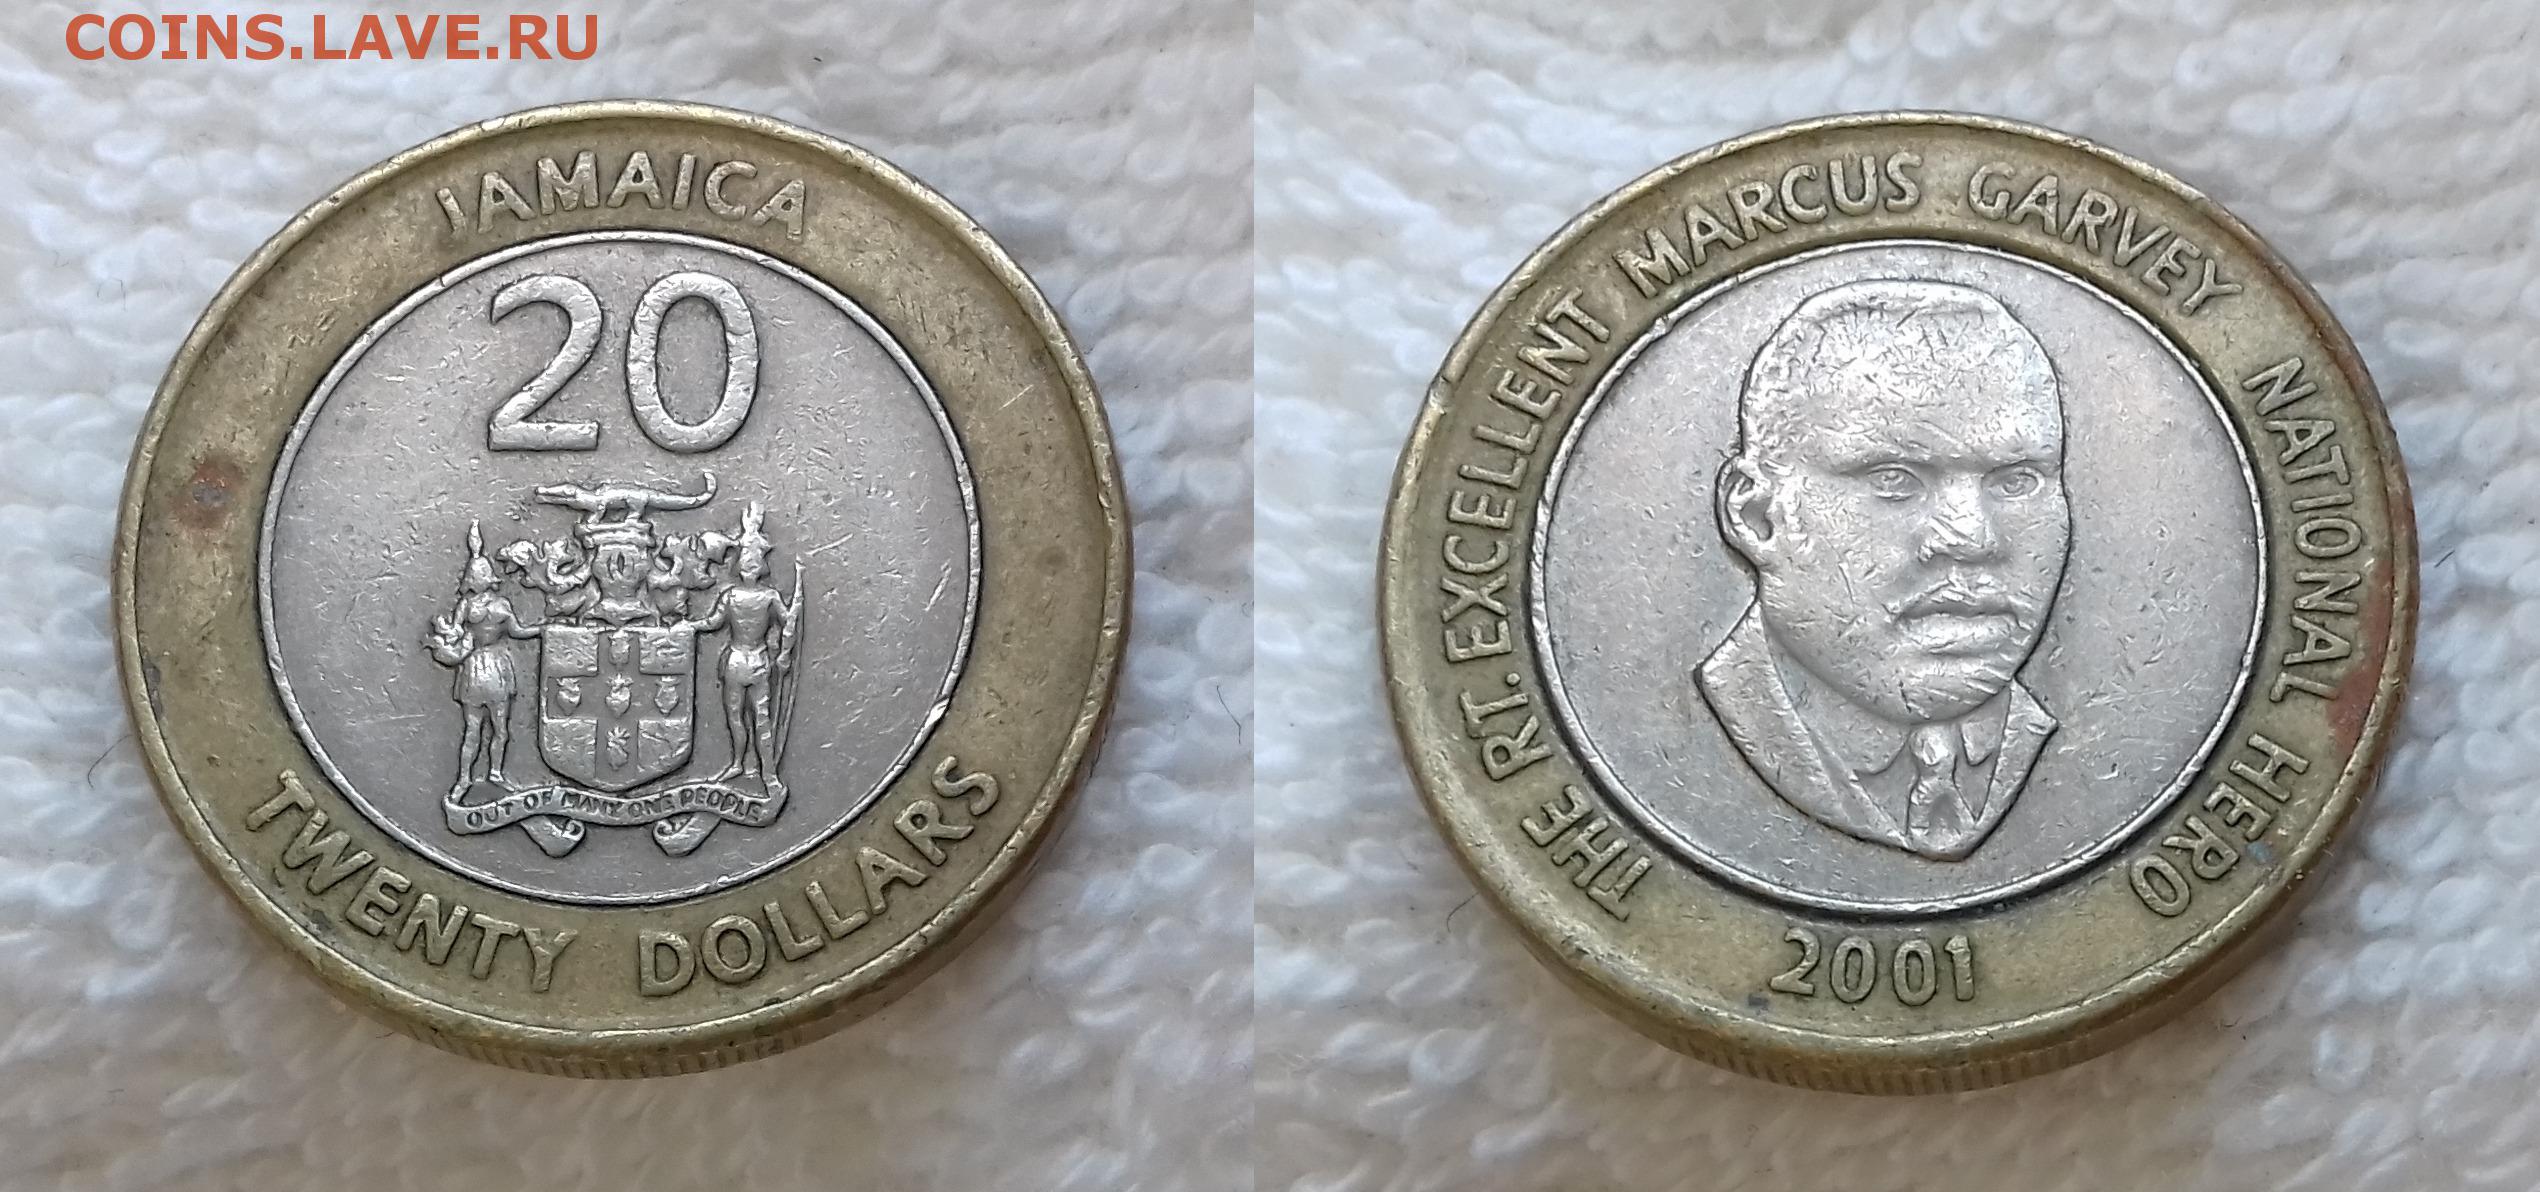 COINS.LAVE.RU
JAMAICA
20
OUT OF MANY ONE PEOPLE
TWENTY DOLLARS
THE RT. EXCELLENT MARCUS GARVEY NATIONAL HERO
2001